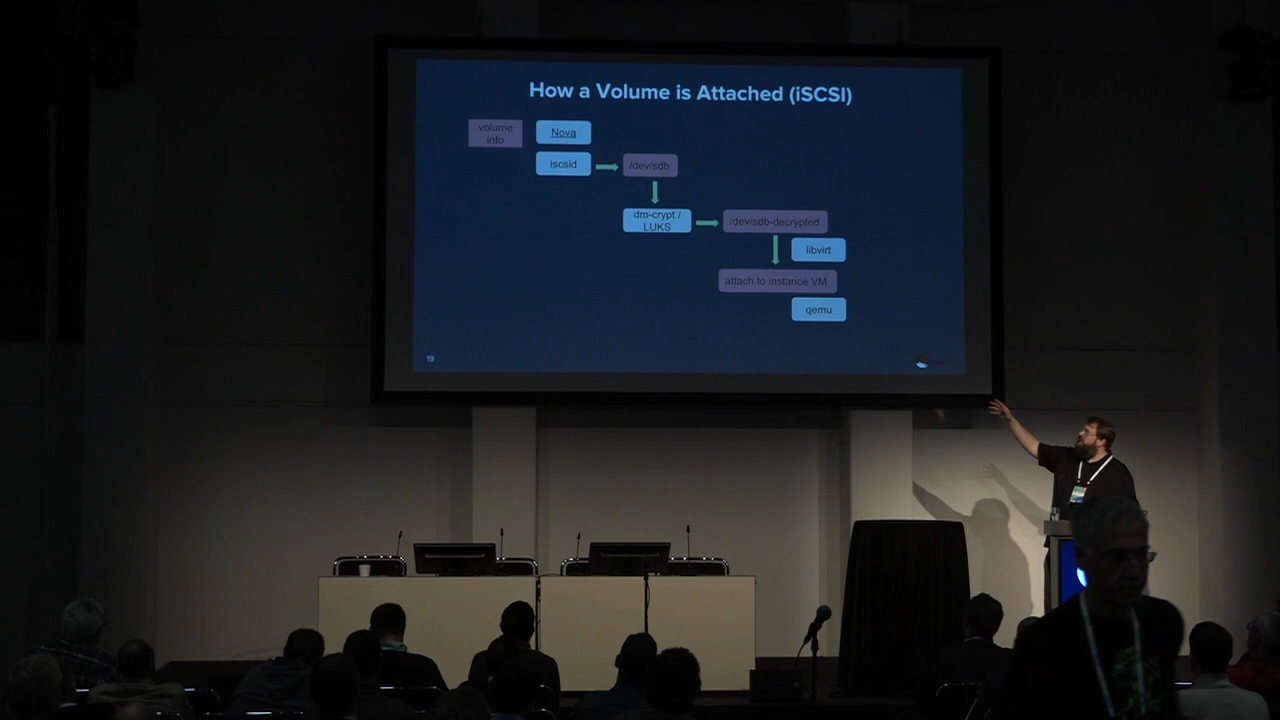 How a Volume is Attached (iSCSI)
volume
info
Nova
iscsid
/dev/sdb
dm-crypt /
LUKS
/dev/sdb-decrypted
libvirt
attach to instance VM
qemu
19